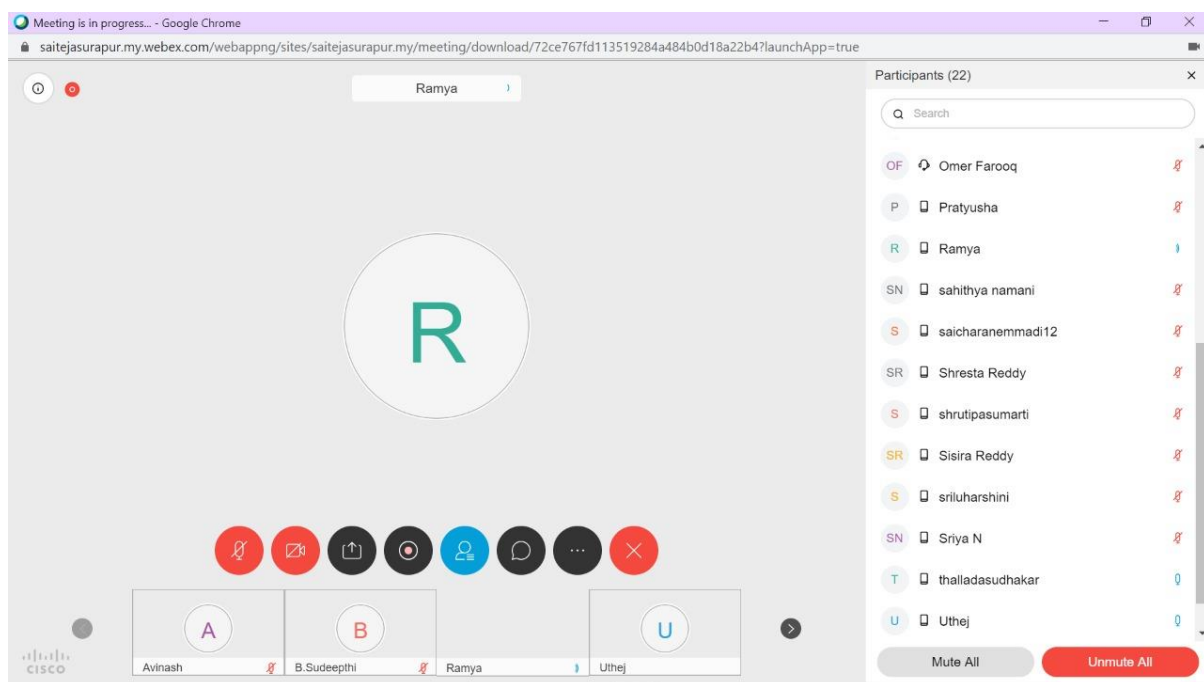 Meeting is in progress... - Google Chrome
saitejasurapur.my.webex.com/webappng/sites/saitejasurapur.my/meeting/download/72ce767fd113519284a484b0d18a22b4?launchApp=true
Ramya
R
A
Avinash
B
B.Sudeepthi
Ramya
U
Uthej
CISCO
Participants (22)
Search
OF Omer Farooq
P Pratyusha
R Ramya
SN sahithya namani
S saicharanemmadi12
SR Shresta Reddy
S shrutipasumarti
SR Sisira Reddy
S sriluharshini
SN Sriya N
T thalladasudhakar
U Uthej
Mute All Unmute All